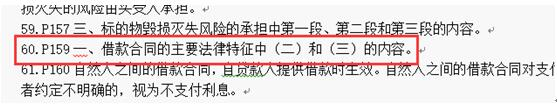 损灭失的风险由买受人承担。
59.P157 三、标的物毁损灭失风险的承担中第一段、第二段和第三段的内容。
60.P159 一、借款合同的主要法律特征中（二）和（三）的内容。
61.P160 自然人之间的借款合同，自贷款人提供借款时生效。自然人之间的借款合同对支付
者约定不明确的，视为不支付利息。